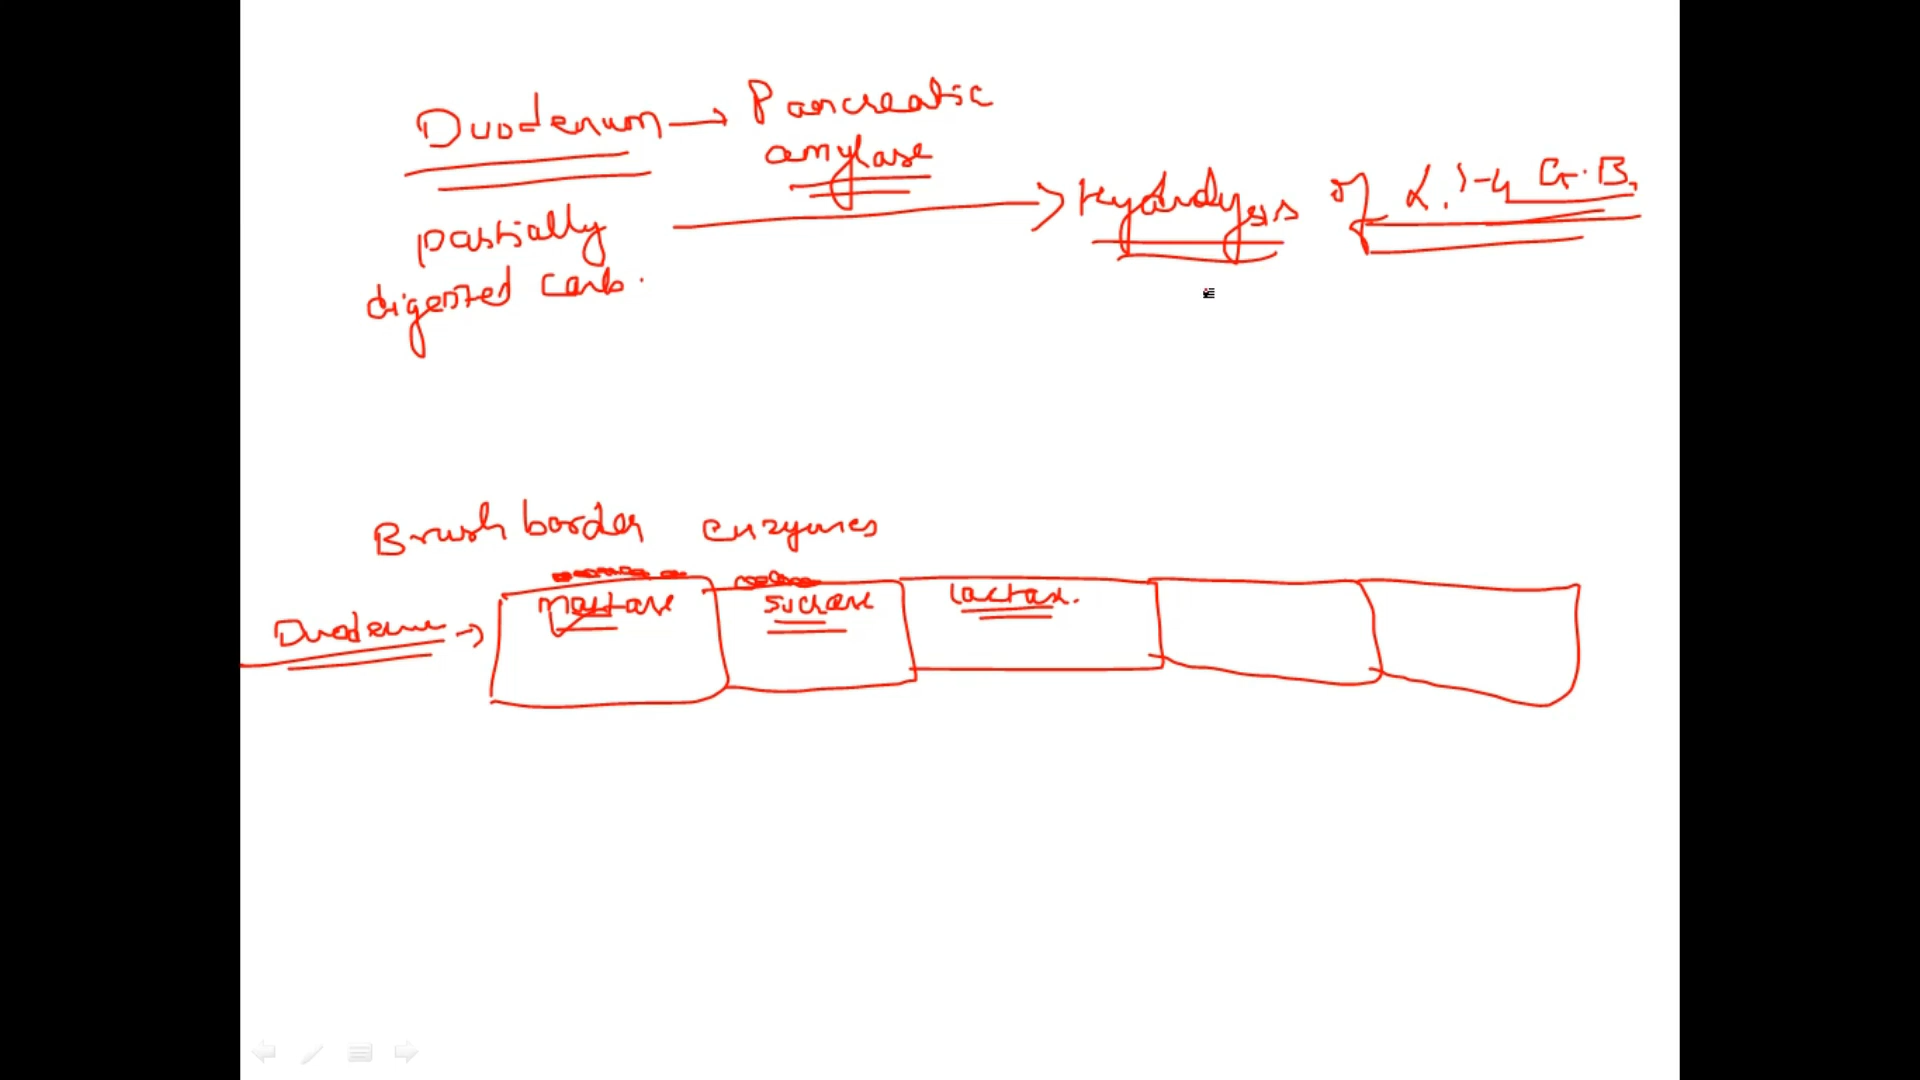 Duodenum → Pancreatic
amylase
partially → Hydrolysis of α.1-4 G.B.
digested carb.
Brush border enzymes
Duodenum → maltase sucrase lactase.